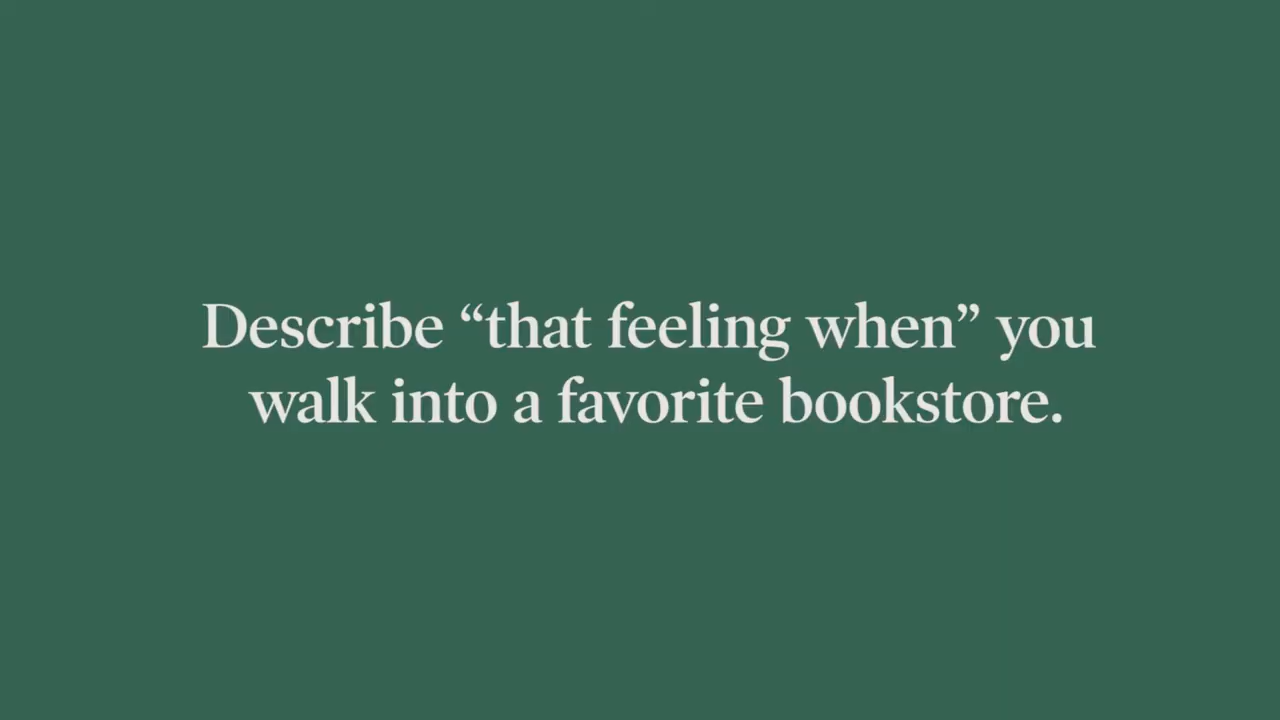 Describe “that feeling when” you
walk into a favorite bookstore.